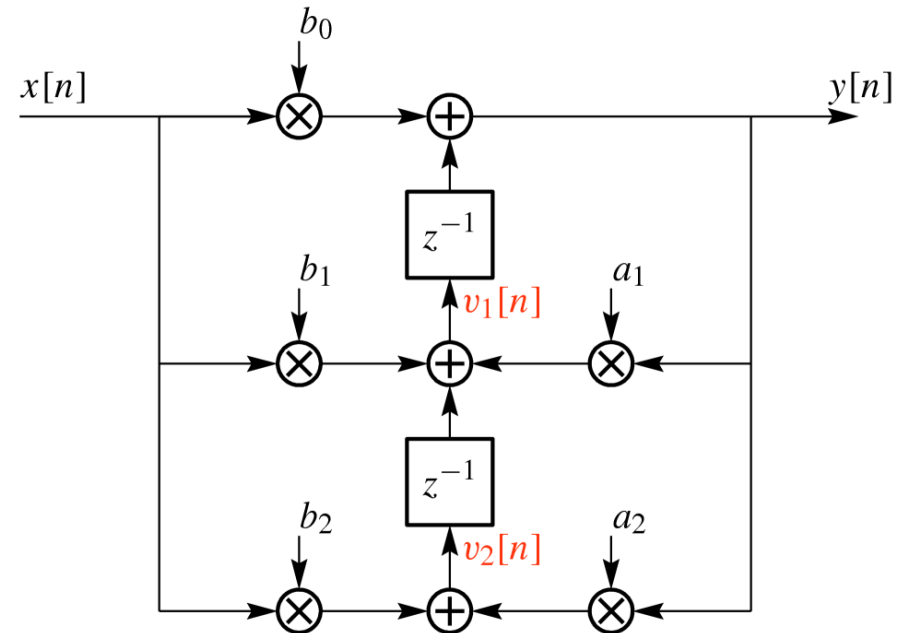 b₀
x[n] y[n]
z⁻¹
b₁ a₁
v₁[n]
z⁻¹
b₂ a₂
v₂[n]